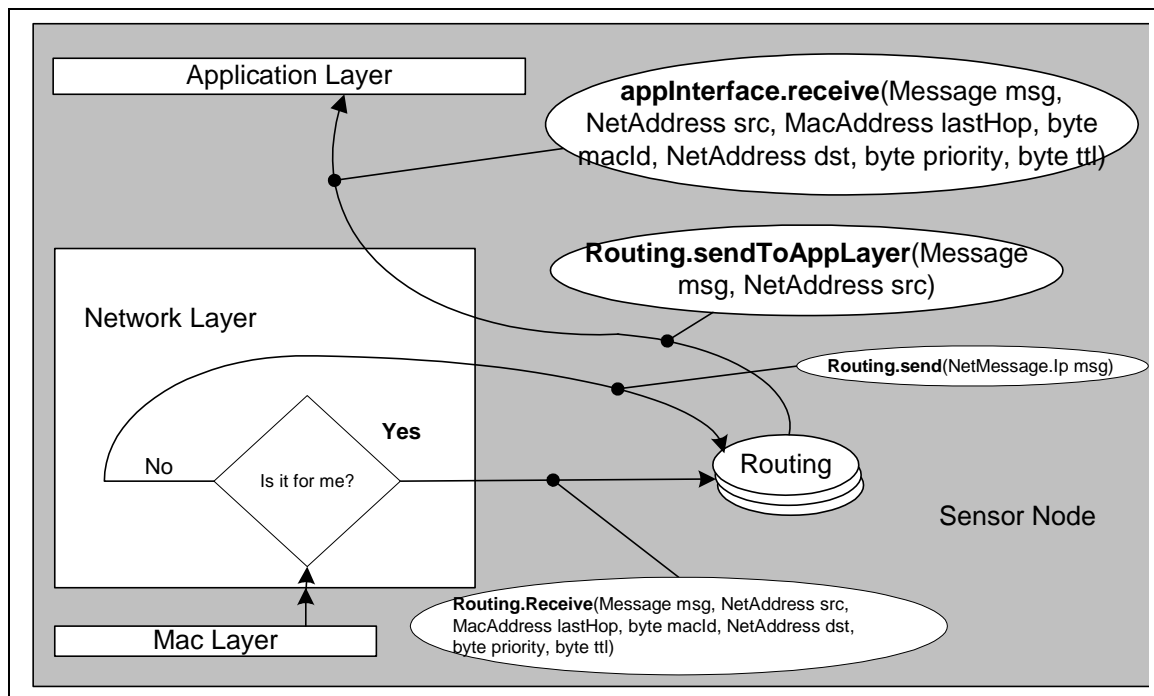 Application Layer
appInterface.receive(Message msg,
NetAddress src, MacAddress lastHop, byte
macId, NetAddress dst, byte priority, byte ttl)
Routing.sendToAppLayer(Message
msg, NetAddress src)
Network Layer
Routing.send(NetMessage.Ip msg)
Yes
No
Is it for me?
Routing
Sensor Node
Routing.Receive(Message msg, NetAddress src,
MacAddress lastHop, byte macId, NetAddress dst,
byte priority, byte ttl)
Mac Layer